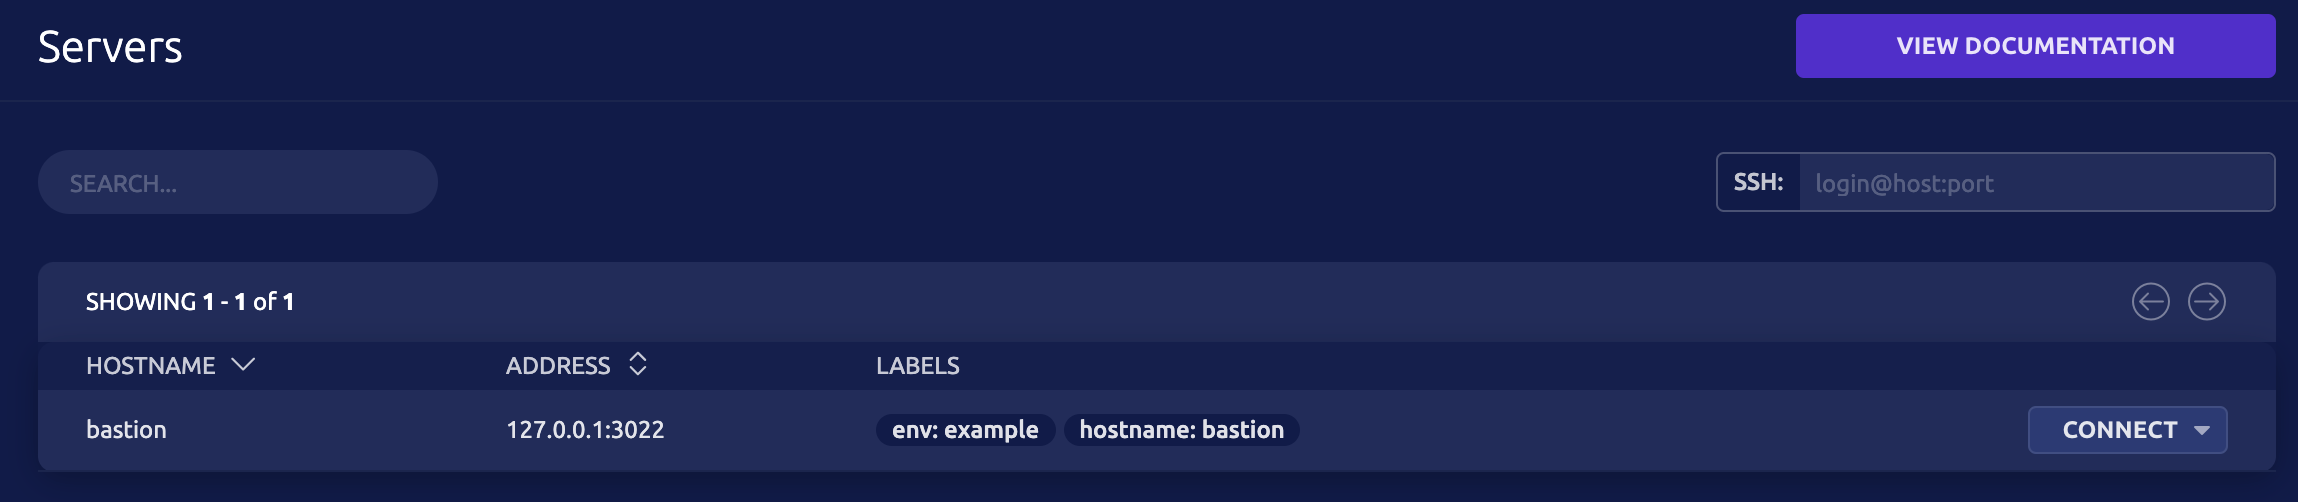 Servers
VIEW DOCUMENTATION
SEARCH...
SSH: login@host:port
SHOWING 1 - 1 of 1
HOSTNAME ADDRESS LABELS
bastion 127.0.0.1:3022 env: example hostname: bastion CONNECT